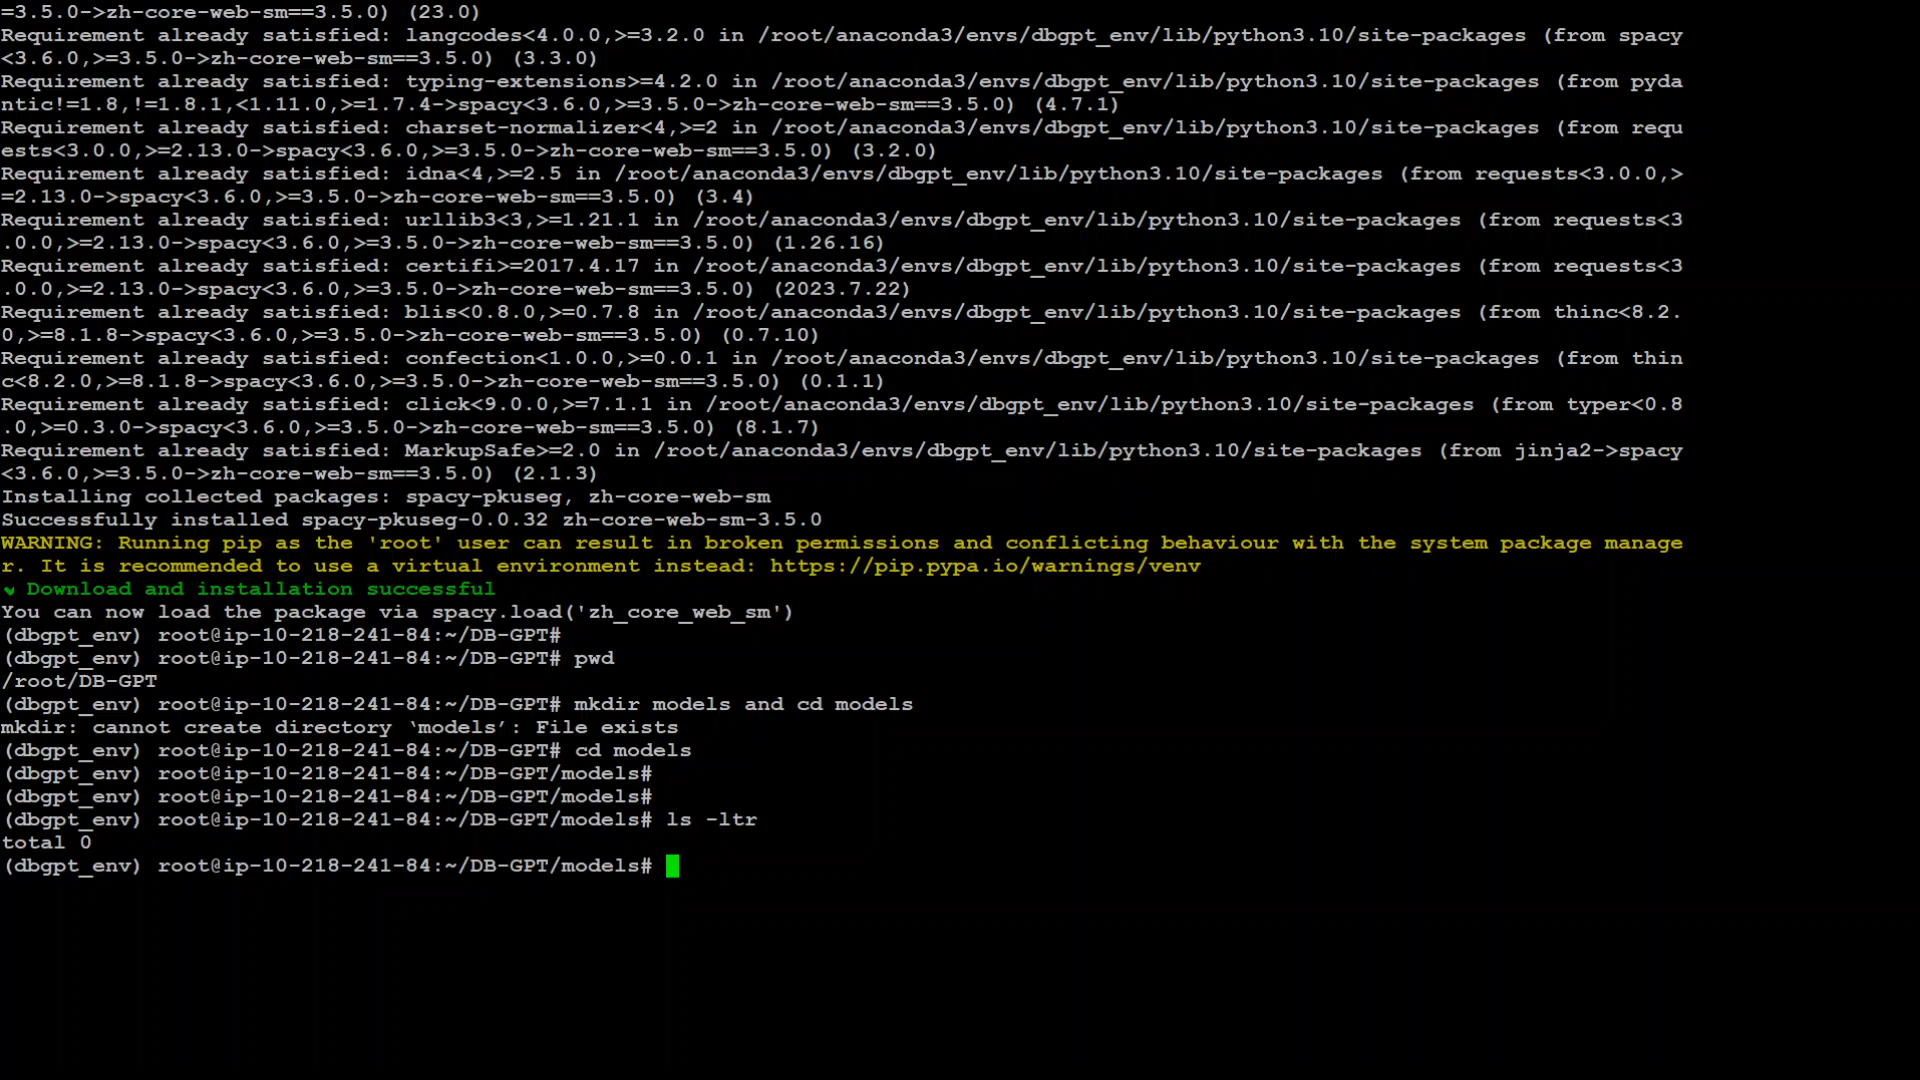 =3.5.0->zh-core-web-sm==3.5.0) (23.0)
Requirement already satisfied: langcodes<4.0.0,>=3.2.0 in /root/anaconda3/envs/dbgpt_env/lib/python3.10/site-packages (from spacy
<3.6.0,>=3.5.0->zh-core-web-sm==3.5.0) (3.3.0)
Requirement already satisfied: typing-extensions>=4.2.0 in /root/anaconda3/envs/dbgpt_env/lib/python3.10/site-packages (from pyda
ntic!=1.8,!=1.8.1,<1.11.0,>=1.7.4->spacy<3.6.0,>=3.5.0->zh-core-web-sm==3.5.0) (4.7.1)
Requirement already satisfied: charset-normalizer<4,>=2 in /root/anaconda3/envs/dbgpt_env/lib/python3.10/site-packages (from requ
ests<3.0.0,>=2.13.0->spacy<3.6.0,>=3.5.0->zh-core-web-sm==3.5.0) (3.2.0)
Requirement already satisfied: idna<4,>=2.5 in /root/anaconda3/envs/dbgpt_env/lib/python3.10/site-packages (from requests<3.0.0,>
=2.13.0->spacy<3.6.0,>=3.5.0->zh-core-web-sm==3.5.0) (3.4)
Requirement already satisfied: urllib3<3,>=1.21.1 in /root/anaconda3/envs/dbgpt_env/lib/python3.10/site-packages (from requests<3
.0.0,>=2.13.0->spacy<3.6.0,>=3.5.0->zh-core-web-sm==3.5.0) (1.26.16)
Requirement already satisfied: certifi>=2017.4.17 in /root/anaconda3/envs/dbgpt_env/lib/python3.10/site-packages (from requests<3
.0.0,>=2.13.0->spacy<3.6.0,>=3.5.0->zh-core-web-sm==3.5.0) (2023.7.22)
Requirement already satisfied: blis<0.8.0,>=0.7.8 in /root/anaconda3/envs/dbgpt_env/lib/python3.10/site-packages (from thinc<8.2.
0,>=8.1.8->spacy<3.6.0,>=3.5.0->zh-core-web-sm==3.5.0) (0.7.10)
Requirement already satisfied: confection<1.0.0,>=0.0.1 in /root/anaconda3/envs/dbgpt_env/lib/python3.10/site-packages (from thin
c<8.2.0,>=8.1.8->spacy<3.6.0,>=3.5.0->zh-core-web-sm==3.5.0) (0.1.1)
Requirement already satisfied: click<9.0.0,>=7.1.1 in /root/anaconda3/envs/dbgpt_env/lib/python3.10/site-packages (from typer<0.8
.0,>=0.3.0->spacy<3.6.0,>=3.5.0->zh-core-web-sm==3.5.0) (8.1.7)
Requirement already satisfied: MarkupSafe>=2.0 in /root/anaconda3/envs/dbgpt_env/lib/python3.10/site-packages (from jinja2->spacy
<3.6.0,>=3.5.0->zh-core-web-sm==3.5.0) (2.1.3)
Installing collected packages: spacy-pkuseg, zh-core-web-sm
Successfully installed spacy-pkuseg-0.0.32 zh-core-web-sm-3.5.0
WARNING: Running pip as the 'root' user can result in broken permissions and conflicting behaviour with the system package manage
r. It is recommended to use a virtual environment instead: https://pip.pypa.io/warnings/venv
✔ Download and installation successful
You can now load the package via spacy.load('zh_core_web_sm')
(dbgpt_env) root@ip-10-218-241-84:~/DB-GPT#
(dbgpt_env) root@ip-10-218-241-84:~/DB-GPT# pwd
/root/DB-GPT
(dbgpt_env) root@ip-10-218-241-84:~/DB-GPT# mkdir models and cd models
mkdir: cannot create directory ‘models’: File exists
(dbgpt_env) root@ip-10-218-241-84:~/DB-GPT# cd models
(dbgpt_env) root@ip-10-218-241-84:~/DB-GPT/models#
(dbgpt_env) root@ip-10-218-241-84:~/DB-GPT/models#
(dbgpt_env) root@ip-10-218-241-84:~/DB-GPT/models# ls -ltr
total 0
(dbgpt_env) root@ip-10-218-241-84:~/DB-GPT/models#